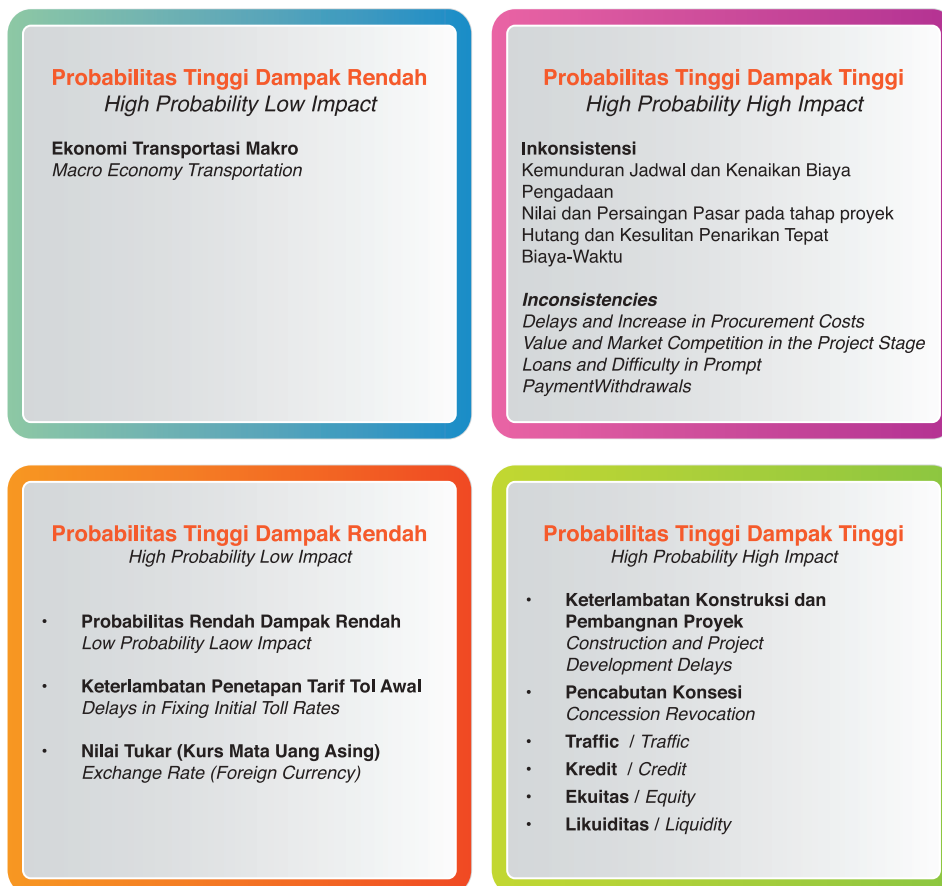 Probabilitas Tinggi Dampak Rendah
High Probability Low Impact
Ekonomi Transportasi Makro
Macro Economy Transportation
Probabilitas Tinggi Dampak Tinggi
High Probability High Impact
Inkonsistensi
Kemunduran Jadwal dan Kenaikan Biaya
Pengadaan
Nilai dan Persaingan Pasar pada tahap proyek
Hutang dan Kesulitan Penarikan Tepat
Biaya-Waktu
Inconsistencies
Delays and Increase in Procurement Costs
Value and Market Competition in the Project Stage
Loans and Difficulty in Prompt
PaymentWithdrawals
Probabilitas Tinggi Dampak Rendah
High Probability Low Impact
• Probabilitas Rendah Dampak Rendah
Low Probability Laow Impact
• Keterlambatan Penetapan Tarif Tol Awal
Delays in Fixing Initial Toll Rates
• Nilai Tukar (Kurs Mata Uang Asing)
Exchange Rate (Foreign Currency)
Probabilitas Tinggi Dampak Tinggi
High Probability High Impact
• Keterlambatan Konstruksi dan
Pembangnan Proyek
Construction and Project
Development Delays
• Pencabutan Konsesi
Concession Revocation
• Traffic / Traffic
• Kredit / Credit
• Ekuitas / Equity
• Likuiditas / Liquidity